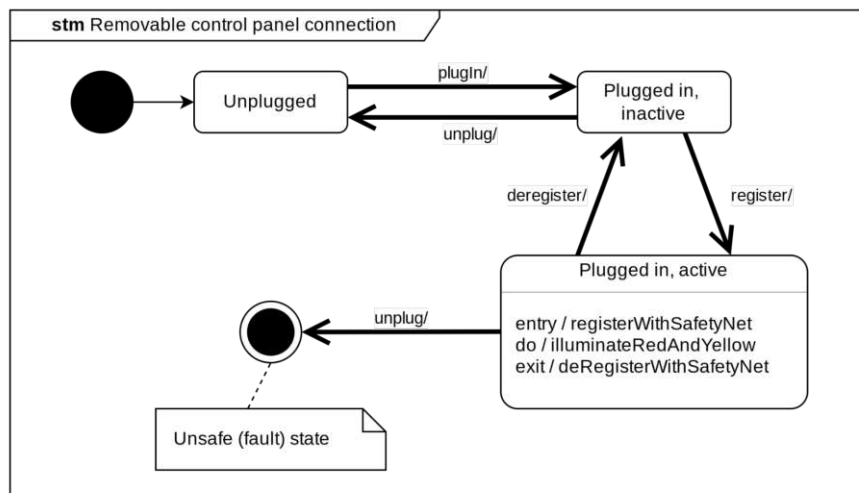 stm Removable control panel connection
Unplugged
plugIn/
unplug/
Plugged in,
inactive
deregister/
register/
Plugged in, active
entry / registerWithSafetyNet
do / illuminateRedAndYellow
exit / deRegisterWithSafetyNet
unplug/
Unsafe (fault) state